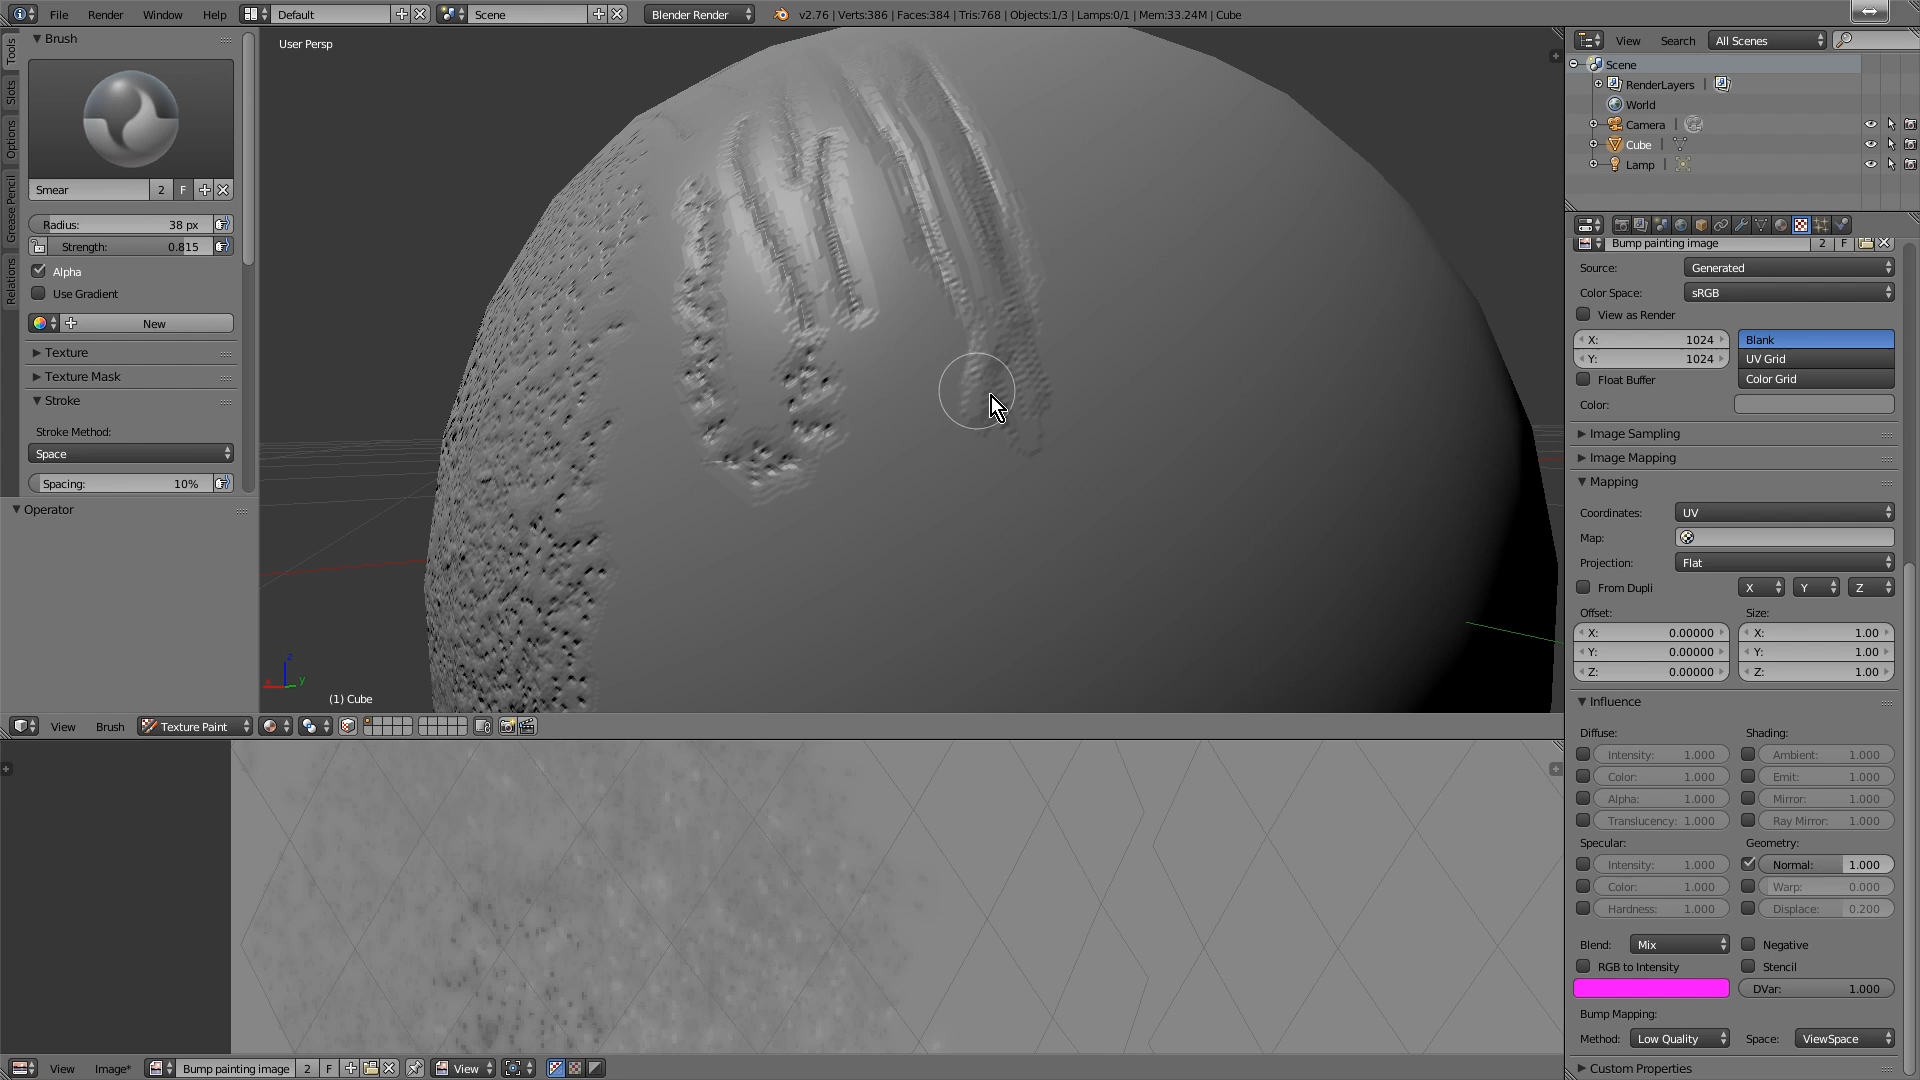 File Render Window Help Default Scene Blender Render v2.76 | Verts:386 | Faces:384 | Tris:768 | Objects:1/3 | Lamps:0/1 | Mem:33.24M | Cube
Tools
Slots
Options
Grease Pencil
Relations
Brush
Smear 2 F
Radius: 38 px
Strength: 0.815
Alpha
Use Gradient
New
Texture
Texture Mask
Stroke
Stroke Method:
Space
Spacing: 10%
Operator
User Persp
z
x y
(1) Cube
View Brush Texture Paint
View Image* Bump painting image 2 F View
View Search All Scenes
Scene
RenderLayers |
World
Camera |
Cube |
Lamp |
Bump painting image 2 F
Source: Generated
Color Space: sRGB
View as Render
X: 1024 Blank
Y: 1024 UV Grid
Float Buffer Color Grid
Color:
Image Sampling
Image Mapping
Mapping
Coordinates: UV
Map:
Projection: Flat
From Dupli X Y Z
Offset: Size:
X: 0.00000 X: 1.00
Y: 0.00000 Y: 1.00
Z: 0.00000 Z: 1.00
Influence
Diffuse: Shading:
Intensity: 1.000 Ambient: 1.000
Color: 1.000 Emit: 1.000
Alpha: 1.000 Mirror: 1.000
Translucency: 1.000 Ray Mirror: 1.000
Specular: Geometry:
Intensity: 1.000 Normal: 1.000
Color: 1.000 Warp: 0.000
Hardness: 1.000 Displace: 0.200
Blend: Mix Negative
RGB to Intensity Stencil
DVar: 1.000
Bump Mapping:
Method: Low Quality Space: ViewSpace
Custom Properties